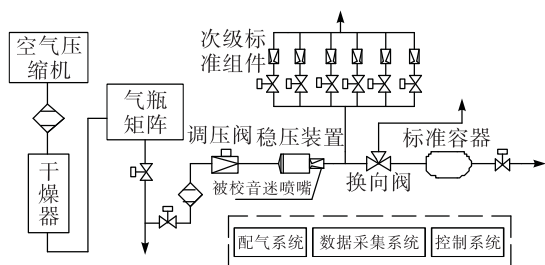 空气压
缩机
气瓶
矩阵
干
燥
器
次级标
准组件
调压阀
稳压装置
标准容器
被校音迷喷嘴
换向阀
配气系统
数据采集系统
控制系统